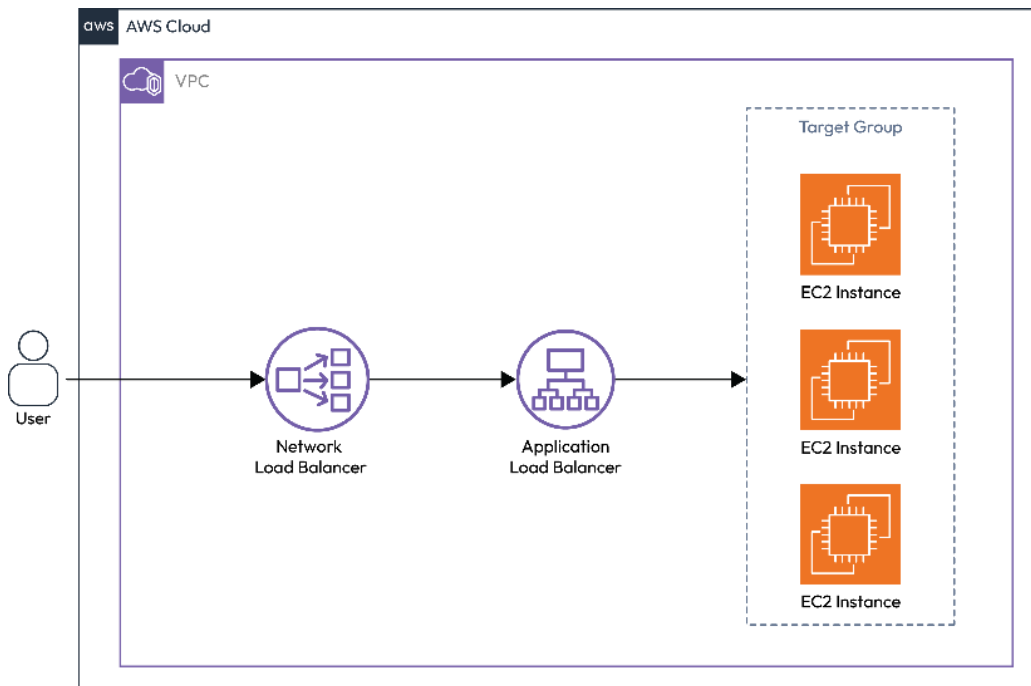 aws AWS Cloud
VPC
Target Group
EC2 Instance
EC2 Instance
EC2 Instance
User
Network
Load Balancer
Application
Load Balancer